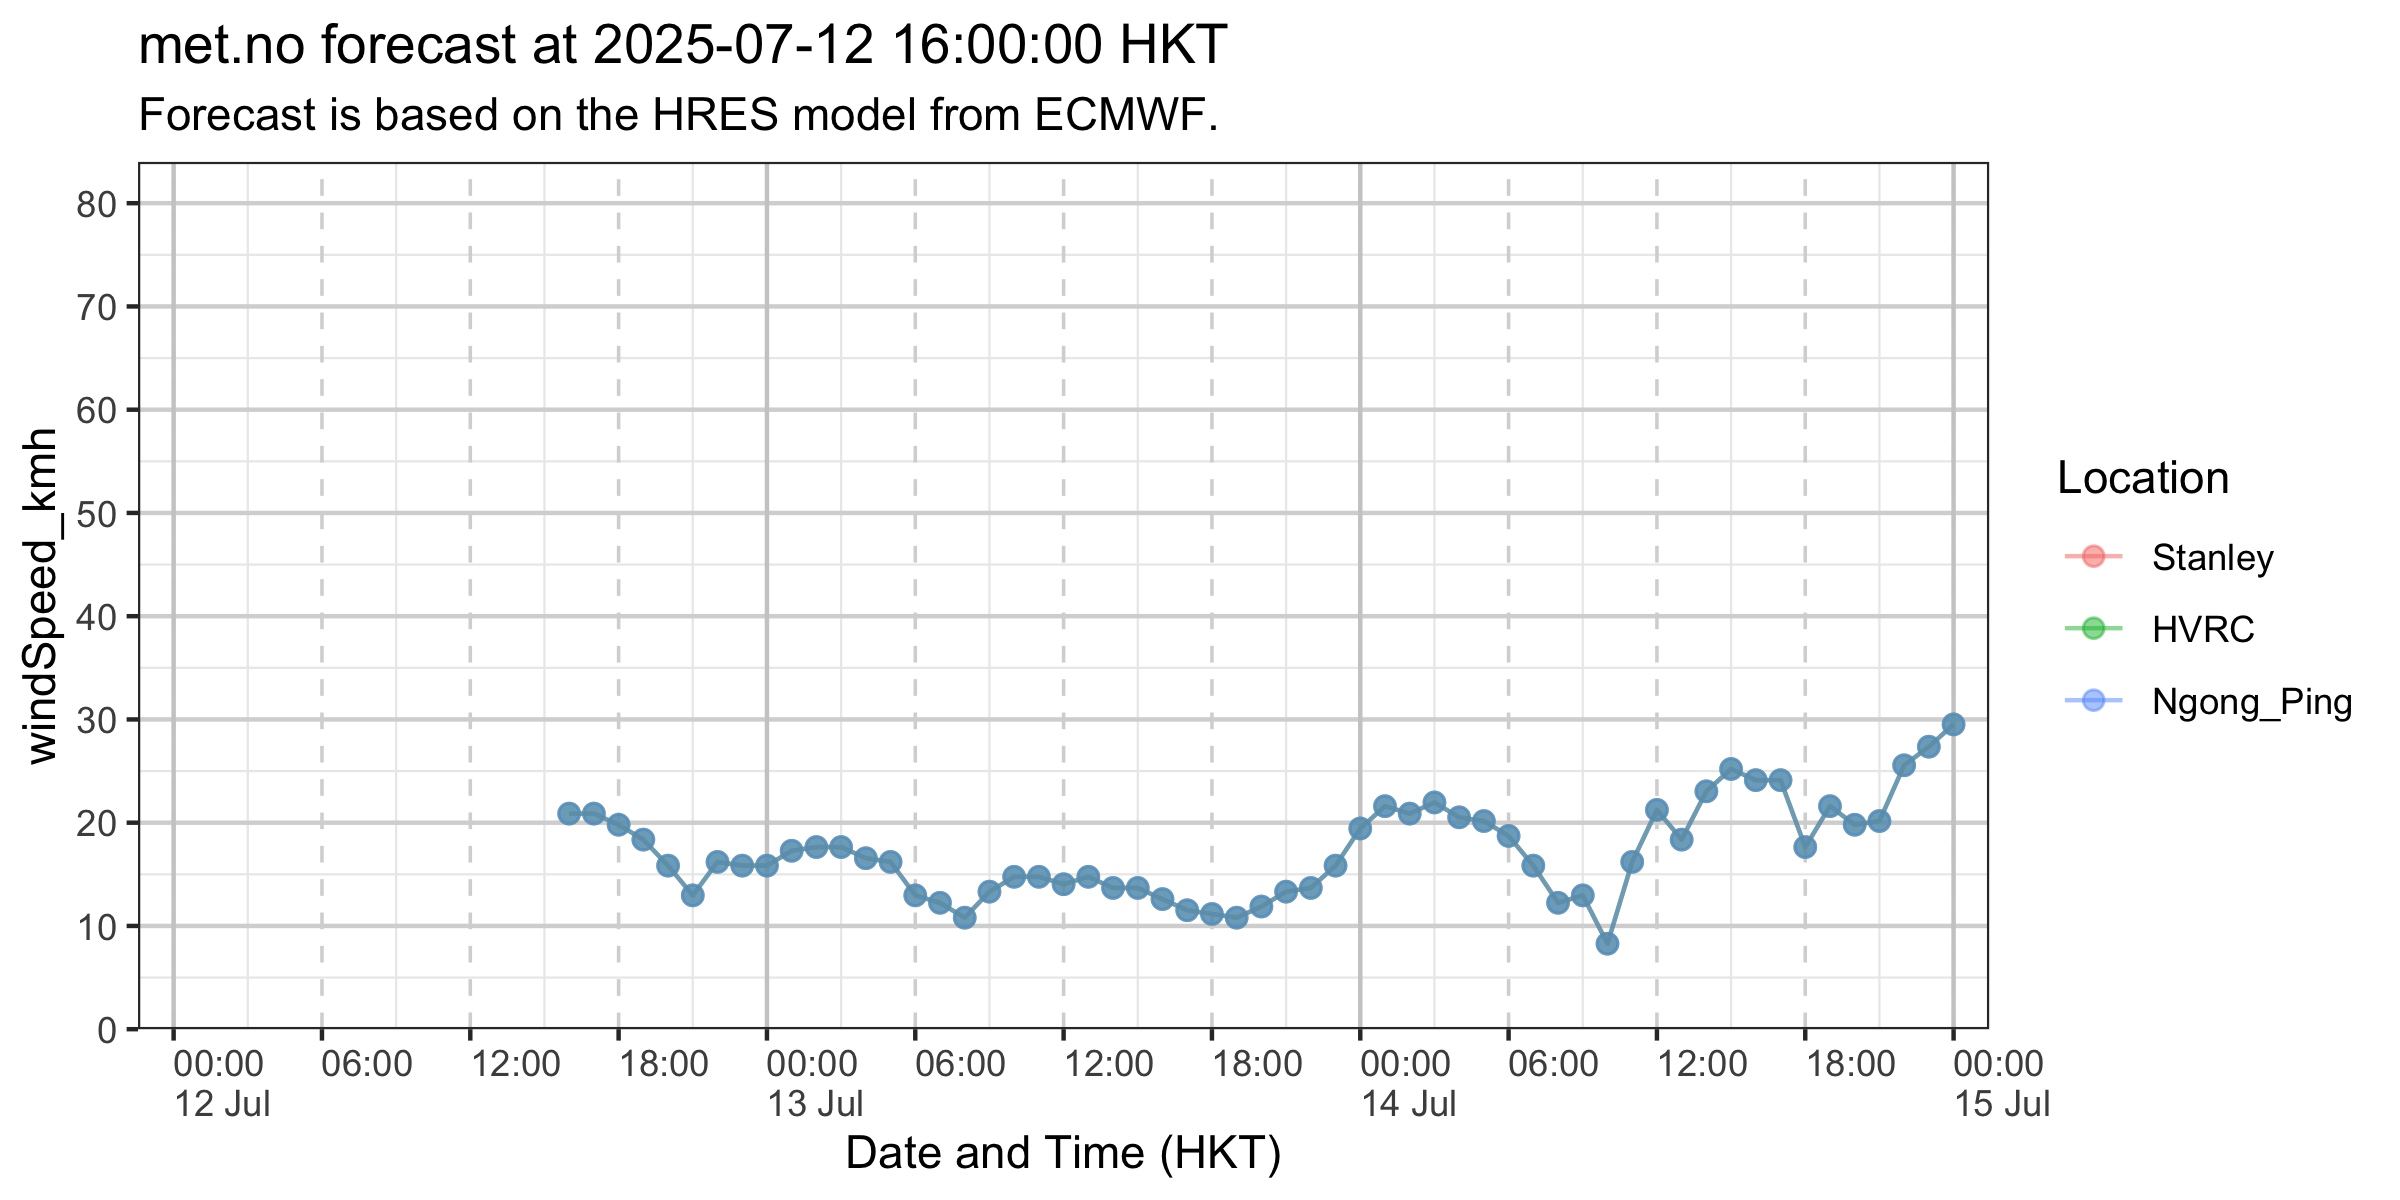 met.no forecast at 2025-07-12 16:00:00 HKT
Forecast is based on the HRES model from ECMWF.
windSpeed_kmh
80
70
60
50
40
30
20
10
0
00:00 06:00 12:00 18:00 00:00 06:00 12:00 18:00 00:00 06:00 12:00 18:00 00:00
12 Jul 13 Jul 14 Jul 15 Jul
Date and Time (HKT)
Location
Stanley
HVRC
Ngong_Ping